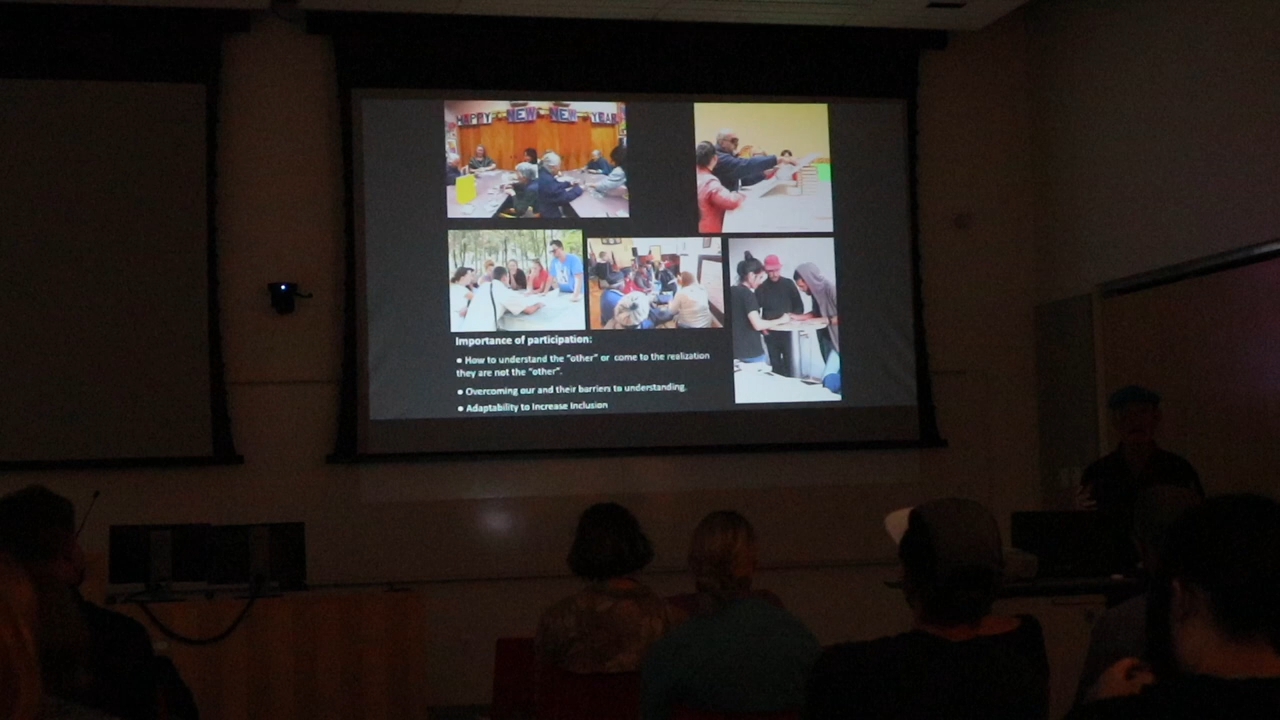 HAPPY NEW NEW YEAR
Importance of participation:
• How to understand the "other" or come to the realization
they are not the "other".
• Overcoming our and their barriers to understanding.
• Adaptability to Increase Inclusion